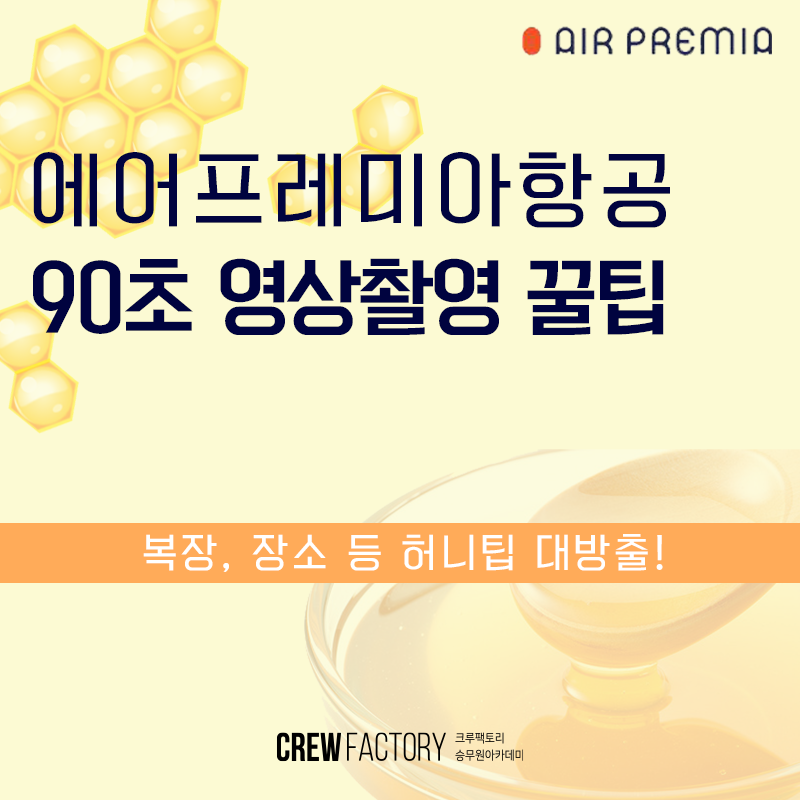 AIR PREMIA
에어프레미아항공
90초 영상촬영 꿀팁
복장, 장소 등 허니팁 대방출!
CREW FACTORY
크루팩토리
승무원아카데미